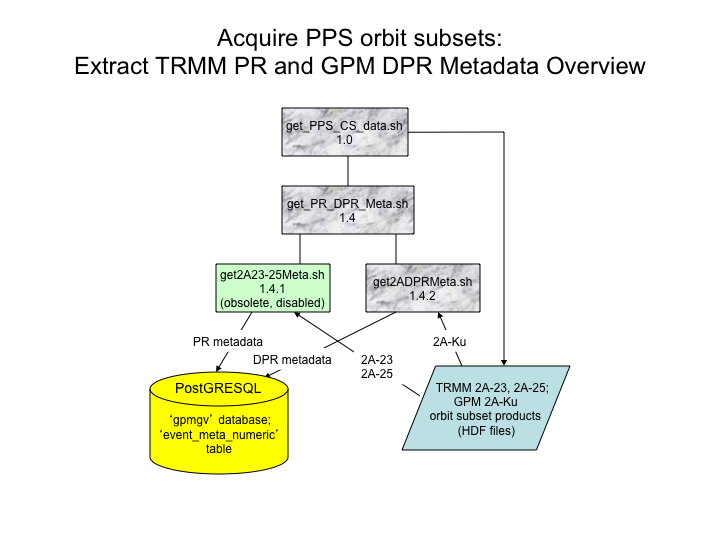 Acquire PPS orbit subsets:
Extract TRMM PR and GPM DPR Metadata Overview
get_PPS_CS_data.sh
1.0
get_PR_DPR_Meta.sh
1.4
get2A23-25Meta.sh
1.4.1
(obsolete, disabled)
get2ADPRMeta.sh
1.4.2
PR metadata
DPR metadata
2A-23
2A-25
2A-Ku
PostGRESQL
‘gpmgv’ database;
‘event_meta_numeric’
table
TRMM 2A-23, 2A-25;
GPM 2A-Ku
orbit subset products
(HDF files)